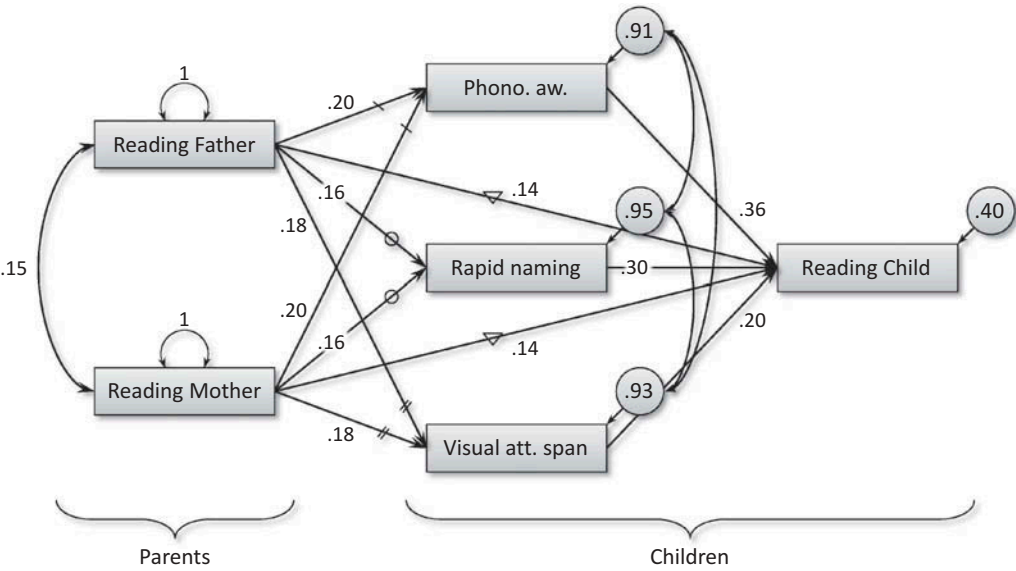 .91
1
Phono. aw.
.20
Reading Father
.16
.14
.18
.95
.36
.40
.15
Rapid naming
.30
Reading Child
.20
1
.16
.14
.20
Reading Mother
.93
.18
Visual att. span
Parents
Children